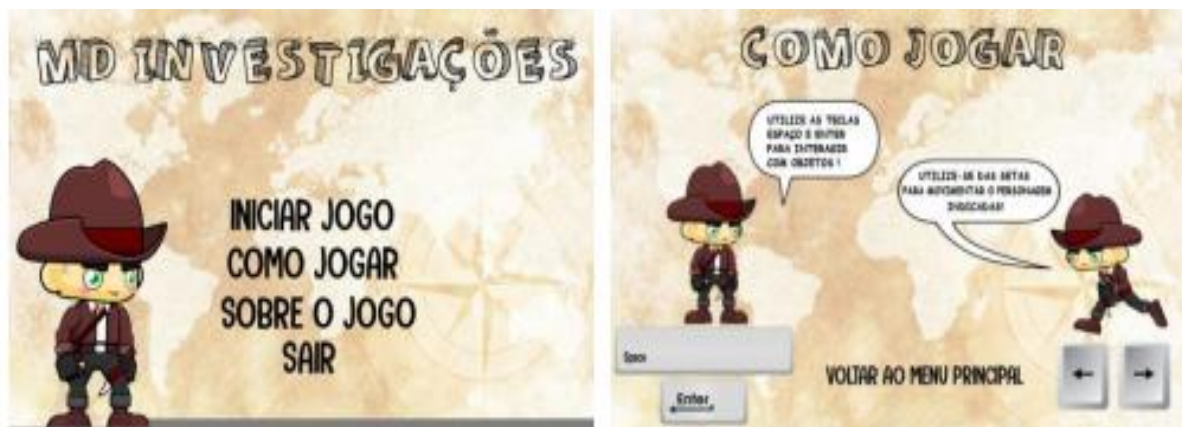 MD INVESTIGAÇÕES
INICIAR JOGO
COMO JOGAR
SOBRE O JOGO
SAIR
COMO JOGAR
UTILIZE AS TECLAS
ESPAÇO E ENTER
PARA INTERAGIR
COM OBJETOS !
UTILIZE-SE DAS SETAS
PARA MOVIMENTAR O PERSONAGEM
INDICADAS!
Space
Enter
VOLTAR AO MENU PRINCIPAL